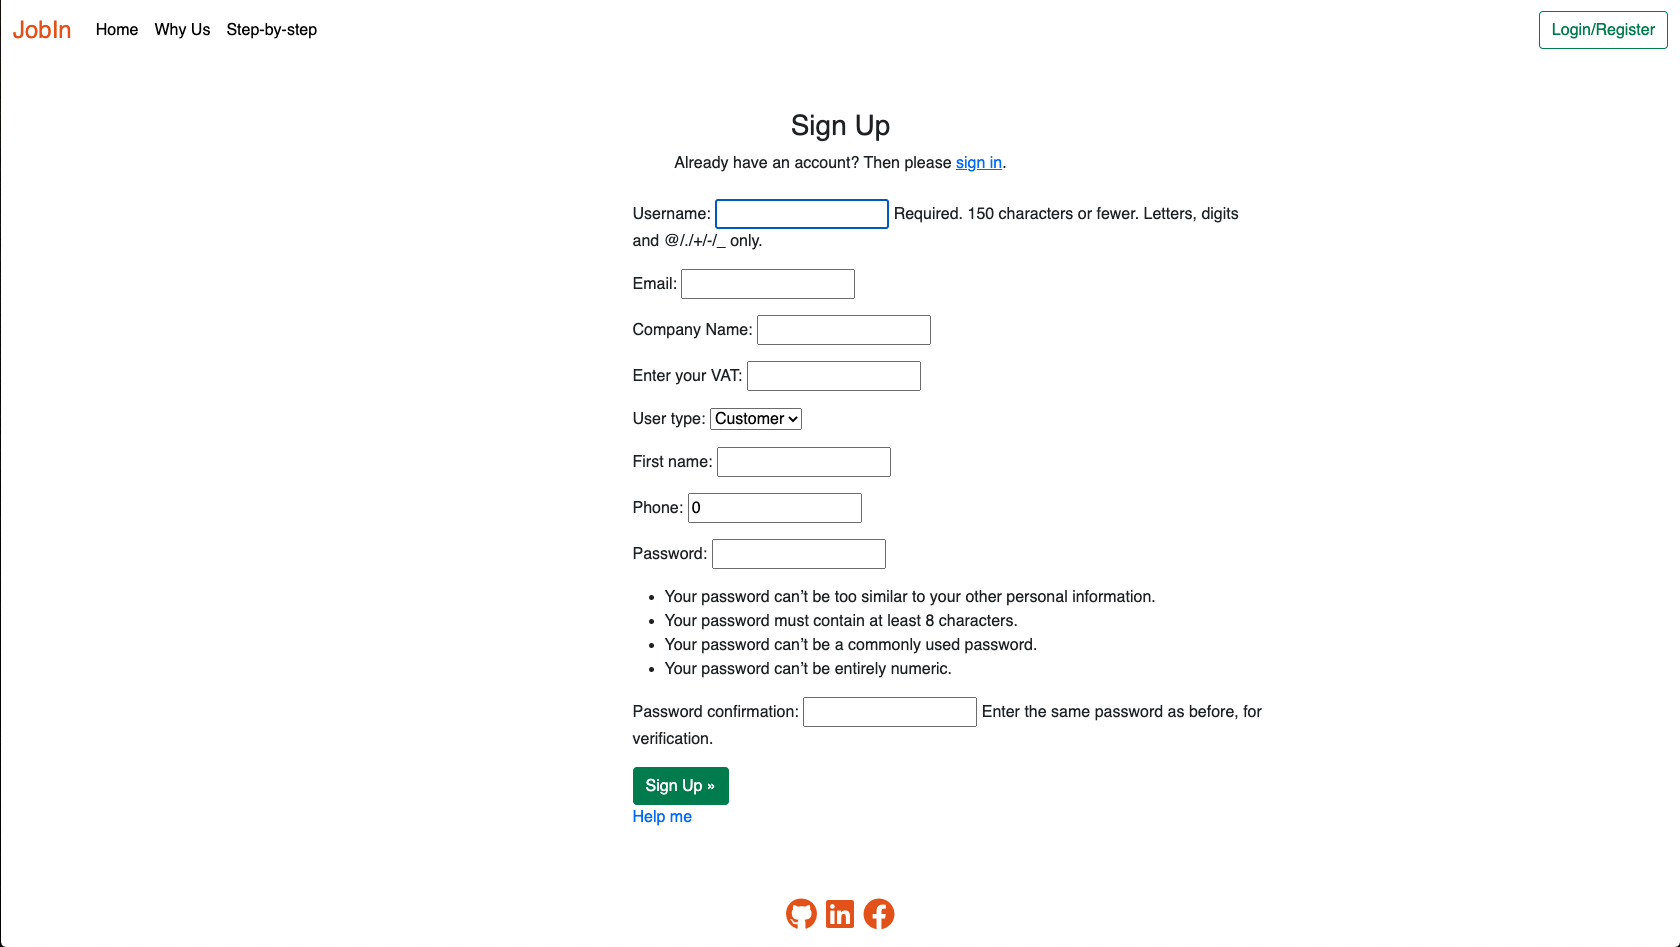 JobIn Home Why Us Step-by-step Login/Register
Sign Up
Already have an account? Then please sign in.
Username: Required. 150 characters or fewer. Letters, digits
and @/./+/-/_ only.
Email:
Company Name:
Enter your VAT:
User type: Customer
First name:
Phone: 0
Password:
• Your password can’t be too similar to your other personal information.
• Your password must contain at least 8 characters.
• Your password can’t be a commonly used password.
• Your password can’t be entirely numeric.
Password confirmation: Enter the same password as before, for
verification.
Sign Up »
Help me
in